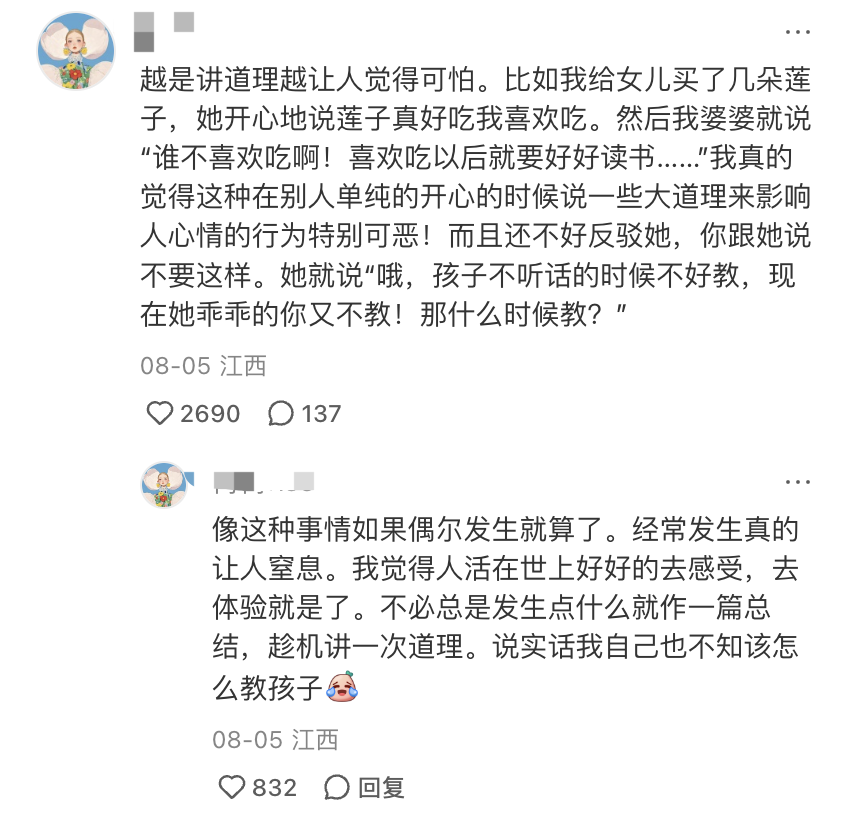 越是讲道理越让人觉得可怕。比如我给女儿买了几朵莲
子，她开心地说莲子真好吃我喜欢吃。然后我婆婆就说
“谁不喜欢吃啊！喜欢吃以后就要好好读书……”我真的
觉得这种在别人单纯的开心的时候说一些大道理来影响
人心情的行为特别可恶！而且还不好反驳她，你跟她说
不要这样。她就说“哦，孩子不听话的时候不好教，现
在她乖乖的你又不教！那什么时候教？”
08-05 江西
2690 137
像这种事情如果偶尔发生就算了。经常发生真的
让人窒息。我觉得人活在世上好好的去感受，去
体验就是了。不必总是发生点什么就作一篇总
结，趁机讲一次道理。说实话我自己也不知该怎
么教孩子
08-05 江西
832 回复